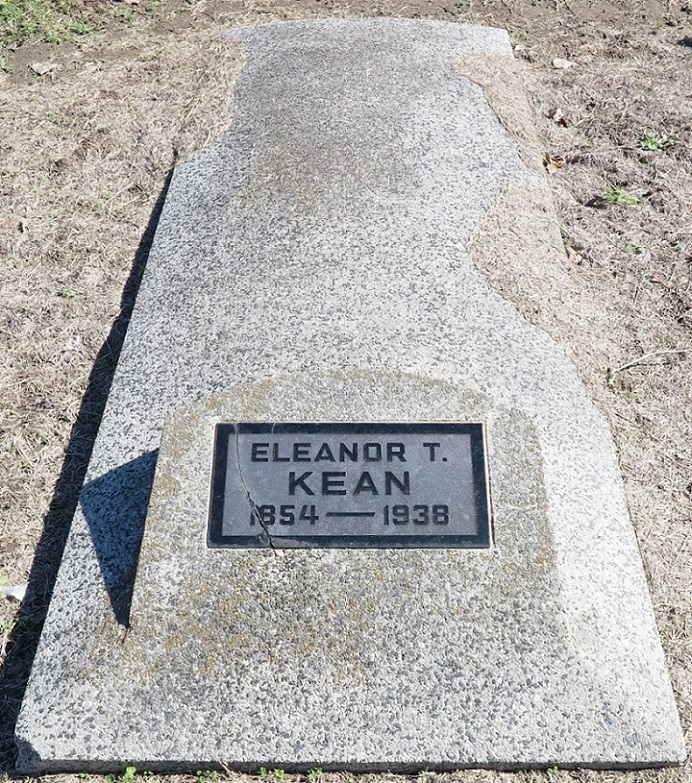 ELEANOR T.
KEAN
1854 — 1938